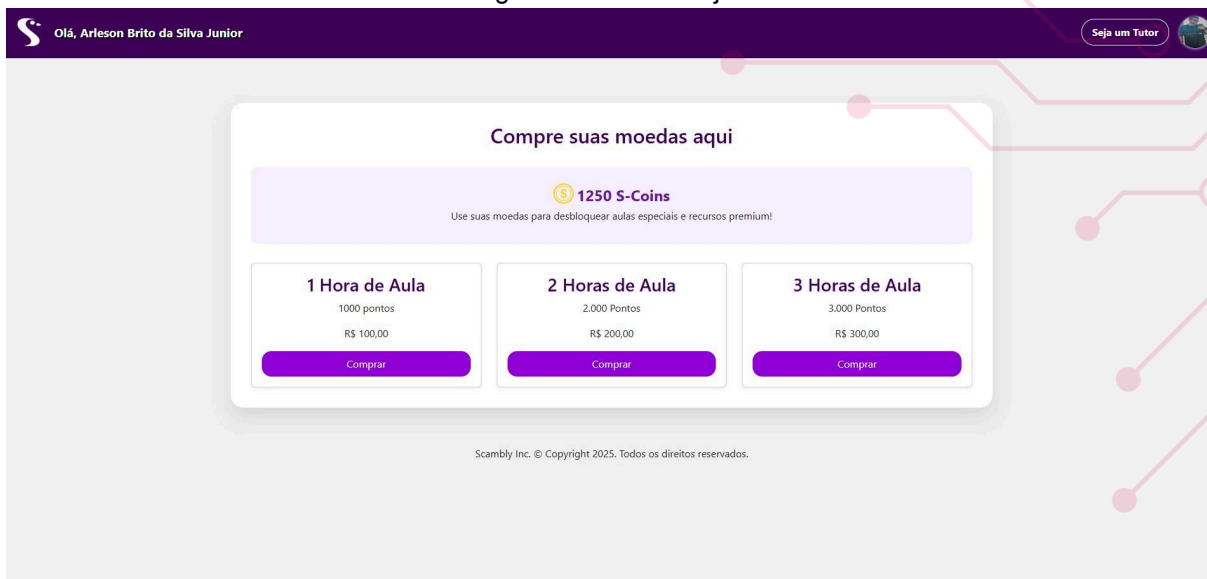 Olá, Arleson Brito da Silva Junior
Seja um Tutor
Compre suas moedas aqui
1250 S-Coins
Use suas moedas para desbloquear aulas especiais e recursos premium!
1 Hora de Aula
1000 pontos
R$ 100,00
Comprar
2 Horas de Aula
2.000 Pontos
R$ 200,00
Comprar
3 Horas de Aula
3.000 Pontos
R$ 300,00
Comprar
Scambly Inc. © Copyright 2025. Todos os direitos reservados.